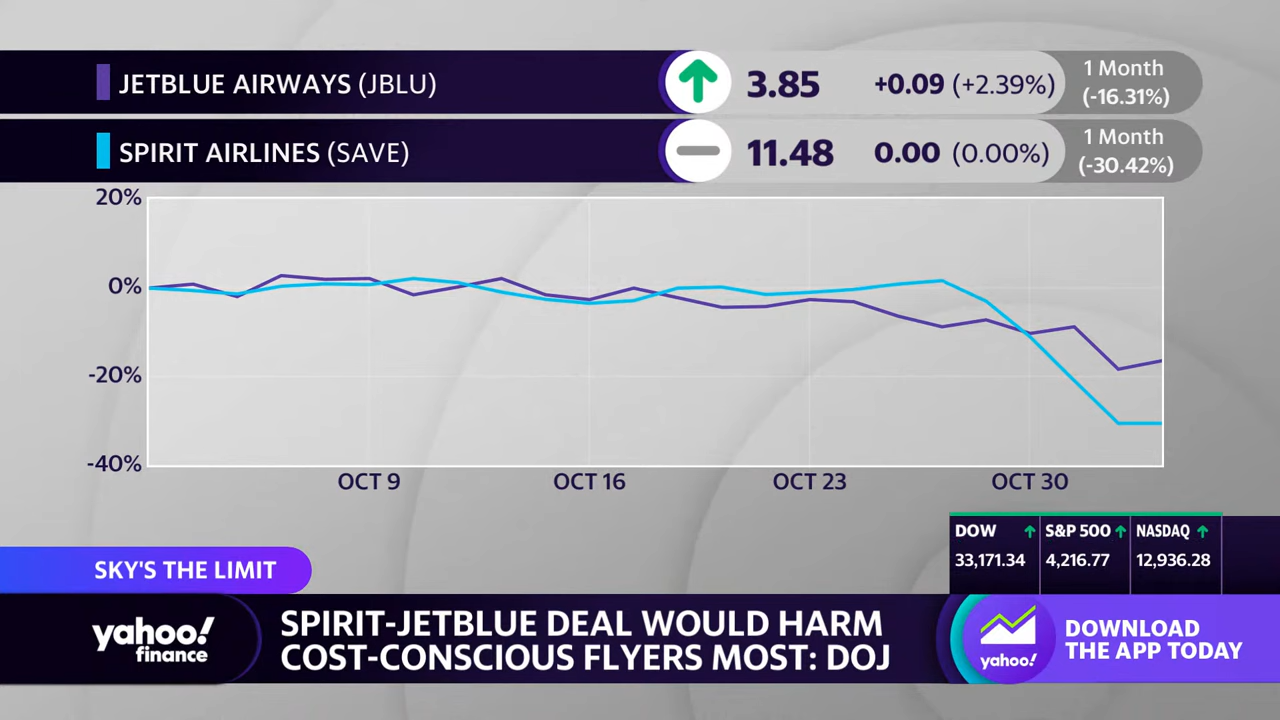 JETBLUE AIRWAYS (JBLU) 3.85 +0.09 (+2.39%) 1 Month
(-16.31%)
SPIRIT AIRLINES (SAVE) 11.48 0.00 (0.00%) 1 Month
(-30.42%)
20%
0%
-20%
-40%
OCT 9 OCT 16 OCT 23 OCT 30
DOW S&P 500 NASDAQ
33,171.34 4,216.77 12,936.28
SKY'S THE LIMIT
yahoo!
finance
SPIRIT-JETBLUE DEAL WOULD HARM
COST-CONSCIOUS FLYERS MOST: DOJ
yahoo!
DOWNLOAD
THE APP TODAY